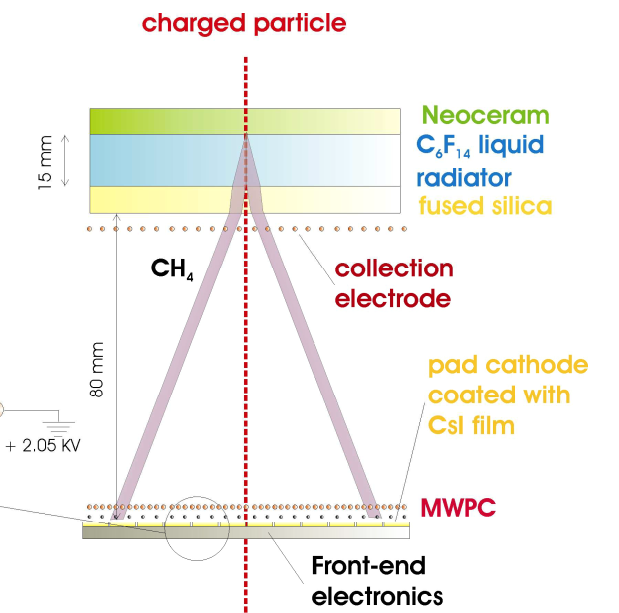 charged particle
Neoceram
C₆F₁₄ liquid
radiator
fused silica
15 mm
CH₄
collection
electrode
80 mm
pad cathode
coated with
CsI film
+ 2.05 KV
MWPC
Front-end
electronics